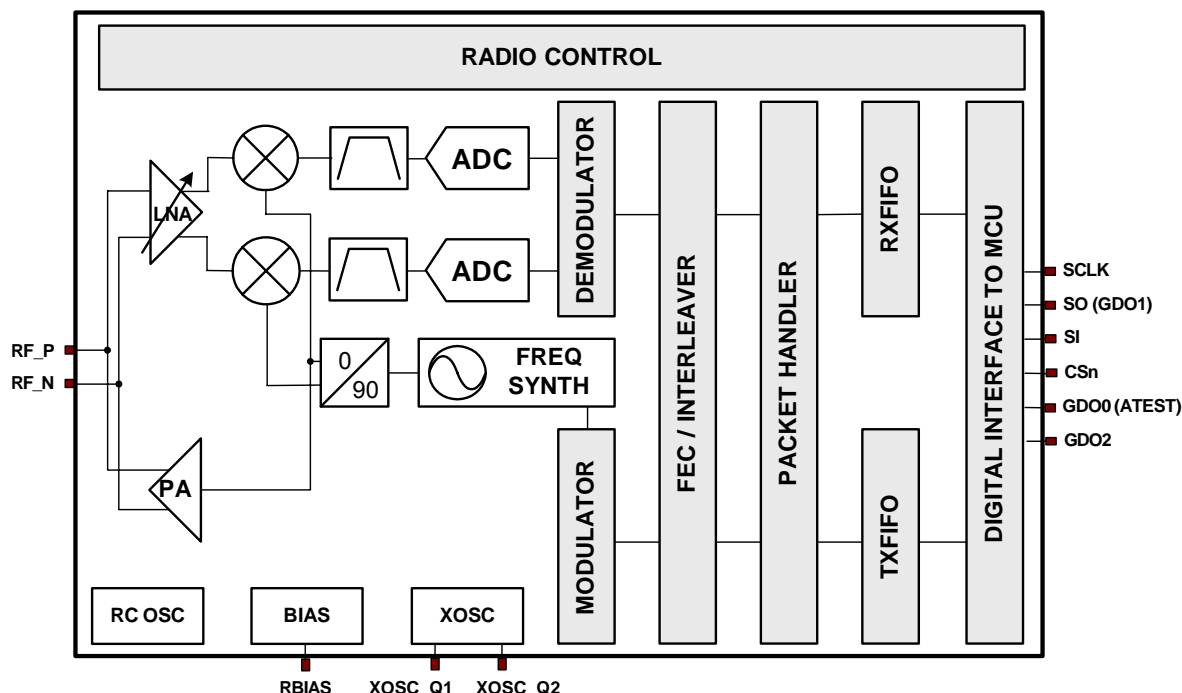 RADIO CONTROL
LNA
ADC
ADC
DEMODULATOR
FEC / INTERLEAVER
PACKET HANDLER
RXFIFO
DIGITAL INTERFACE TO MCU
SCLK
SO (GDO1)
SI
CSn
GDO0 (ATEST)
GDO2
RF_P
RF_N
0
90
FREQ
SYNTH
PA
MODULATOR
TXFIFO
RC OSC
BIAS
XOSC
RBIAS
XOSC_Q1
XOSC_Q2